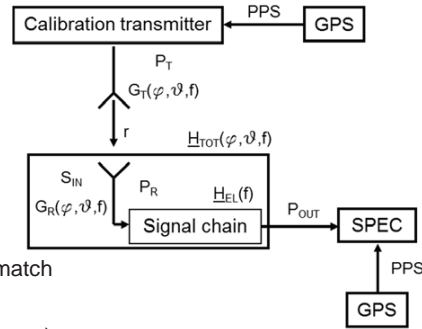 Calibration transmitter
PPS
GPS
P_T
G_T(φ,ϑ,f)
r
H_TOT(φ,ϑ,f)
S_IN
P_R
H_EL(f)
G_R(φ,ϑ,f)
Signal chain
P_OUT
SPEC
match
PPS
GPS